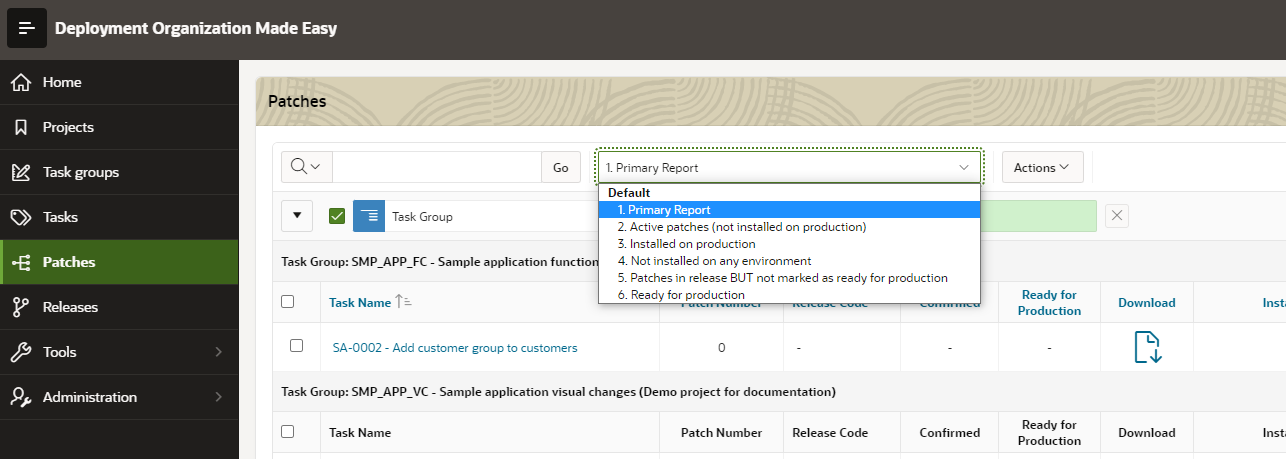 Deployment Organization Made Easy
Home
Projects
Task groups
Tasks
Patches
Releases
Tools
Administration
Patches
Go
1. Primary Report
Actions
Default
1. Primary Report
2. Active patches (not installed on production)
3. Installed on production
4. Not installed on any environment
5. Patches in release BUT not marked as ready for production
6. Ready for production
Task Group
Task Group: SMP_APP_FC - Sample application function
Task Name
Patch Number
Release Code
Confirmed
Ready for
Production
Download
Insta
SA-0002 - Add customer group to customers
0
-
-
-
Task Group: SMP_APP_VC - Sample application visual changes (Demo project for documentation)
Task Name
Patch Number
Release Code
Confirmed
Ready for
Production
Download
Insta